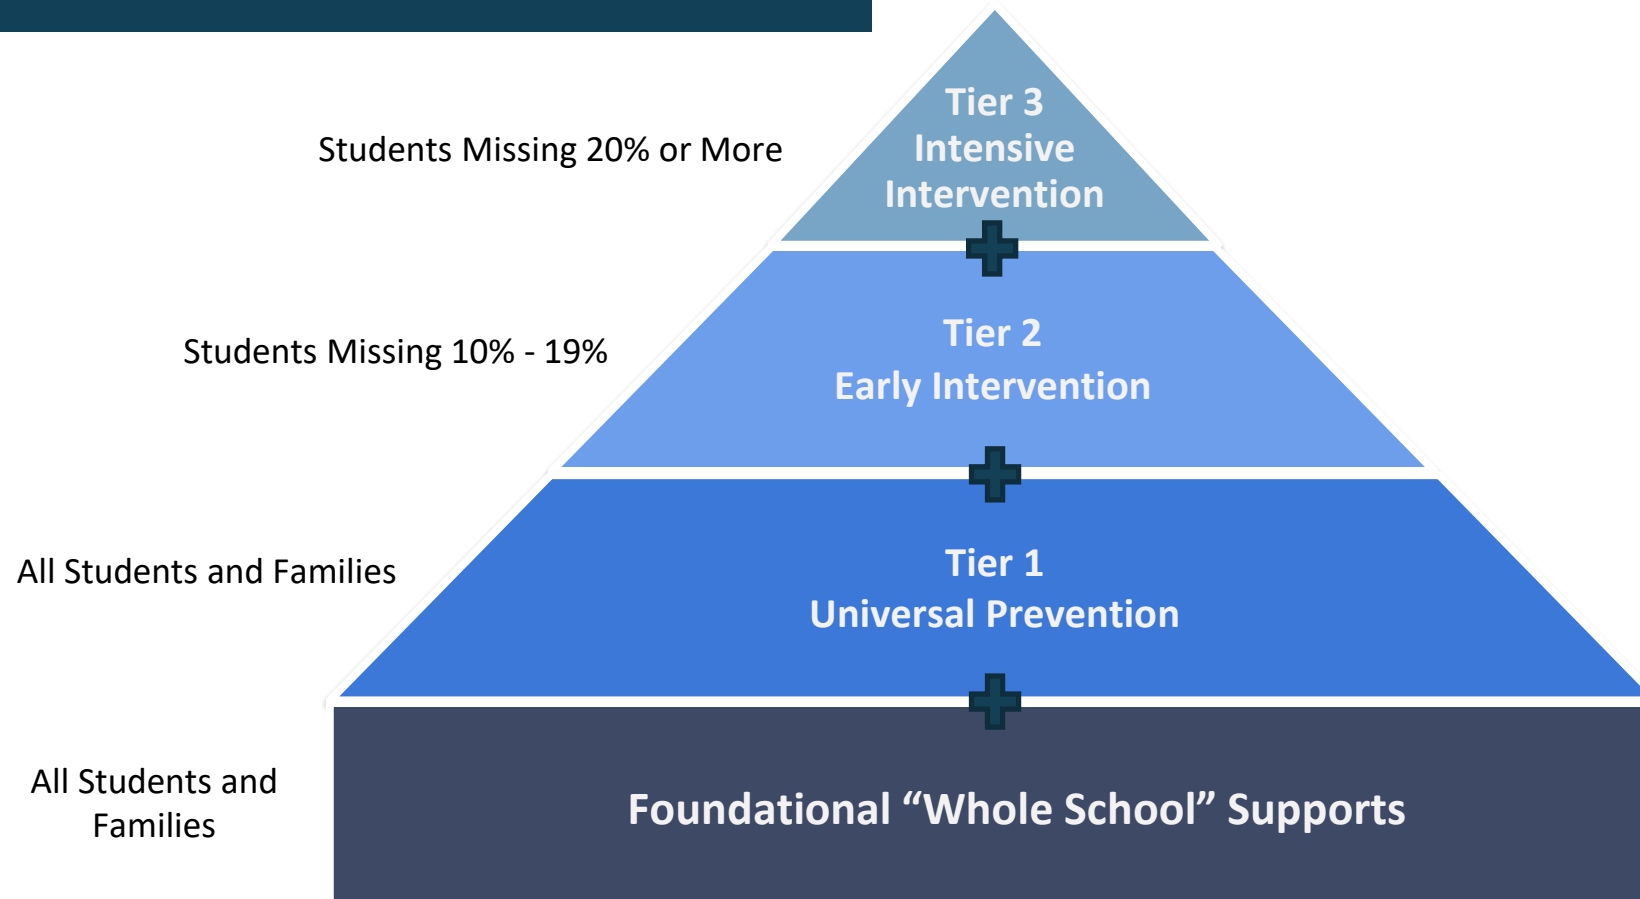 Students Missing 20% or More
Tier 3
Intensive
Intervention
Students Missing 10% - 19%
Tier 2
Early Intervention
All Students and Families
Tier 1
Universal Prevention
All Students and
Families
Foundational “Whole School” Supports